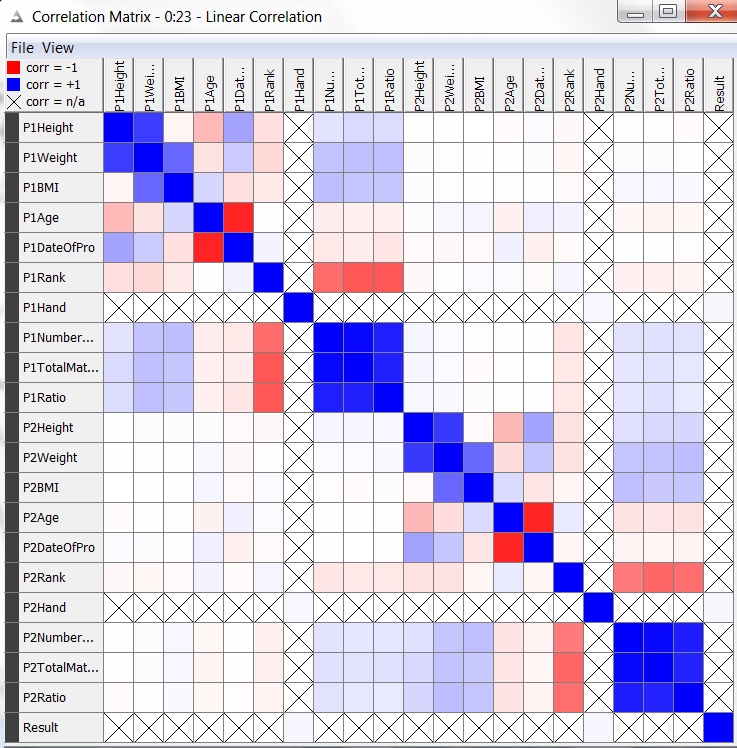 Correlation Matrix - 0:23 - Linear Correlation
File View
corr = -1
corr = +1
corr = n/a
P1Height
P1Wei...
P1BMI
P1Age
P1Dat...
P1Rank
P1Hand
P1Nu...
P1Tot...
P1Ratio
P2Height
P2Wei...
P2BMI
P2Age
P2Dat...
P2Rank
P2Hand
P2Nu...
P2Tot...
P2Ratio
Result
P1Height
P1Weight
P1BMI
P1Age
P1DateOfPro
P1Rank
P1Hand
P1Number...
P1TotalMat...
P1Ratio
P2Height
P2Weight
P2BMI
P2Age
P2DateOfPro
P2Rank
P2Hand
P2Number...
P2TotalMat...
P2Ratio
Result